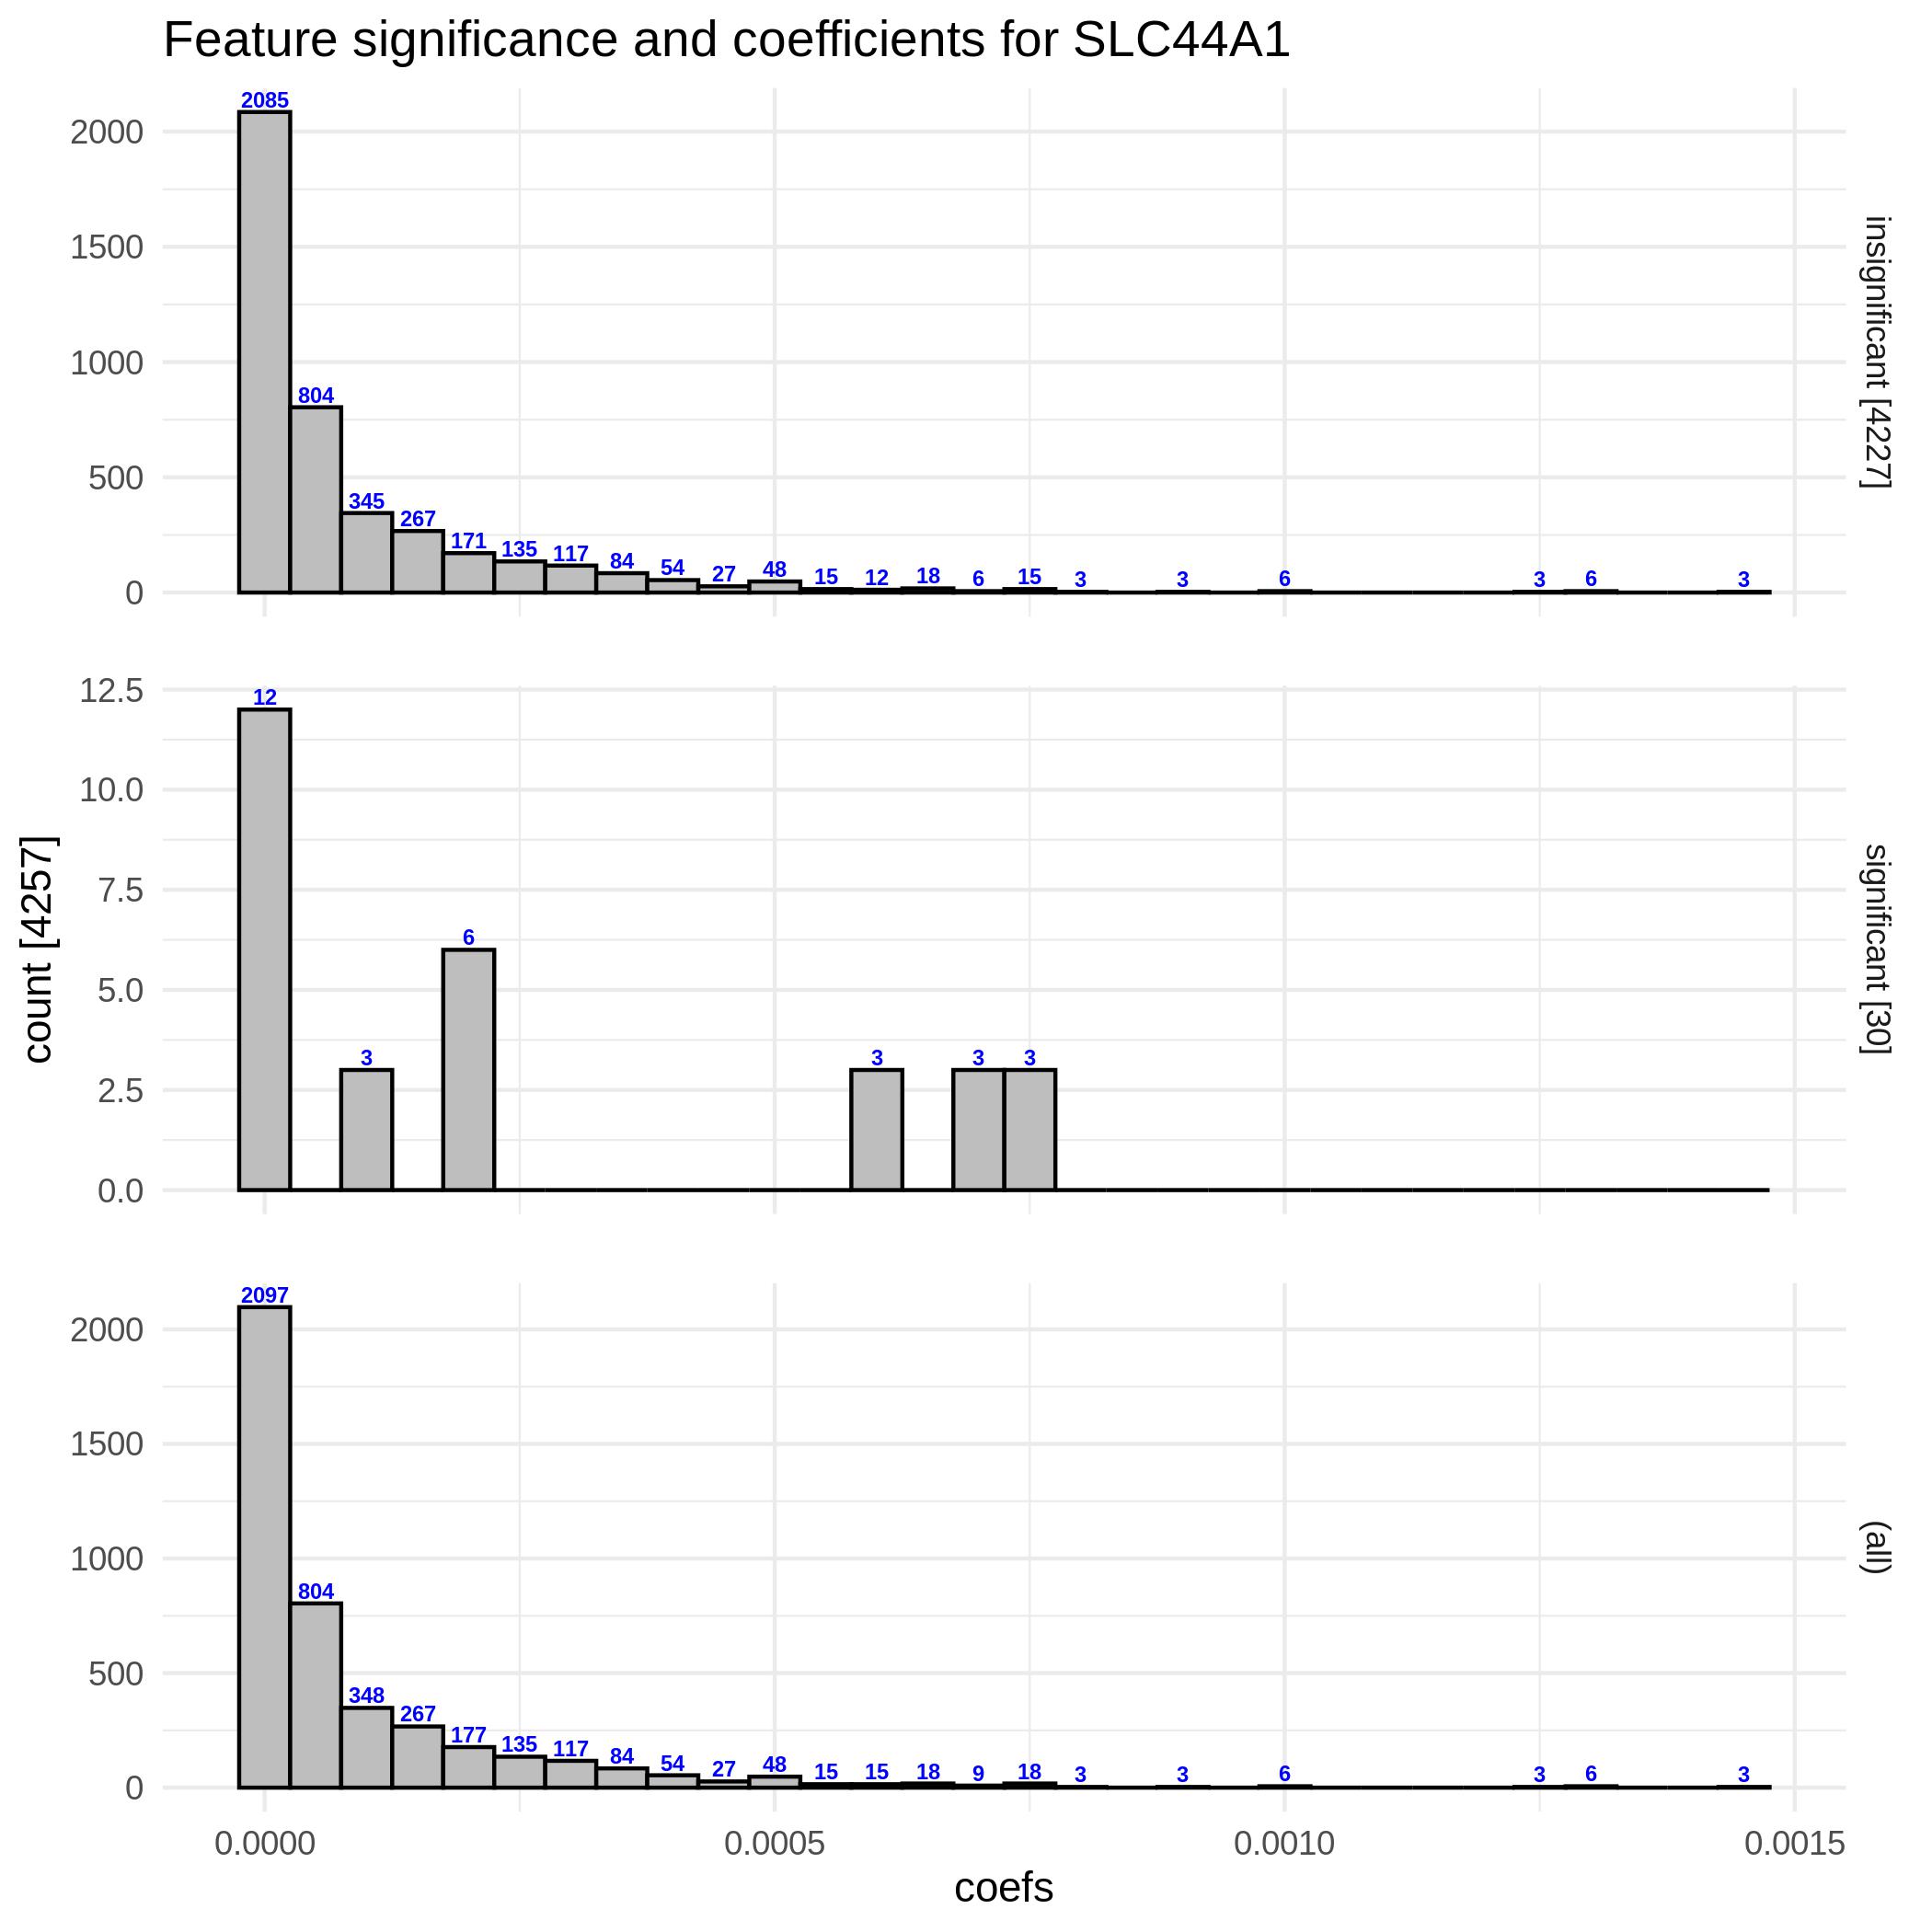 Feature significance and coefficients for SLC44A1
2085
2000
1500
1000
804
500
345
267
171 135 117 84 54 27 48 15 12 18 6 15 3 3 6 3 6 3
0
insignificant [4227]
12.5
12
10.0
7.5
6
5.0
3 3 3 3
2.5
0.0
significant [30]
count [4257]
2097
2000
1500
1000
804
500
348
267
177 135 117 84 54 27 48 15 15 18 9 18 3 3 6 3 6 3
0
(all)
0.0000 0.0005 0.0010 0.0015
coefs